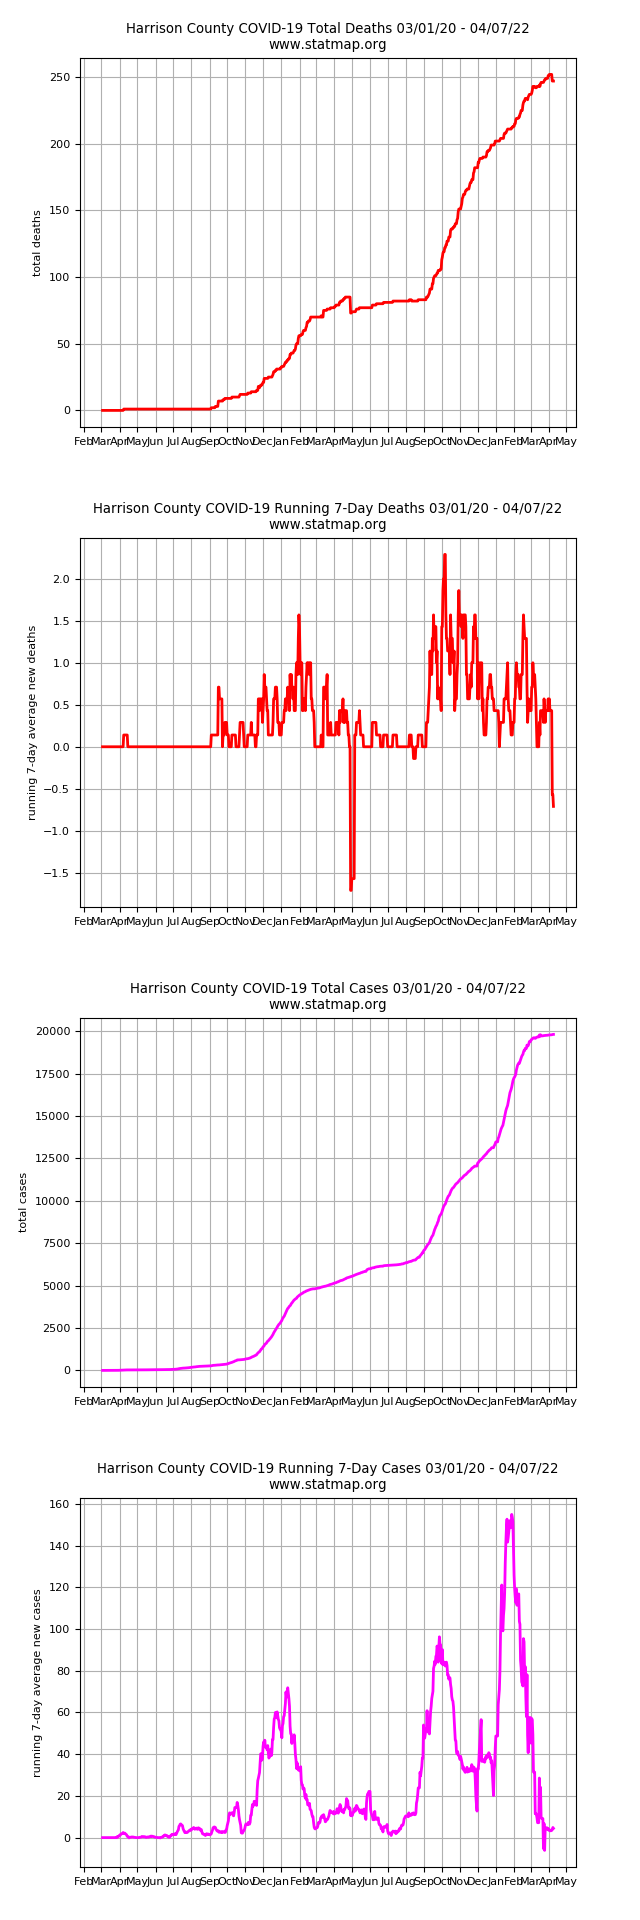 Harrison County COVID-19 Total Deaths 03/01/20 - 04/07/22
www.statmap.org
total deaths
250
200
150
100
50
0
Feb Mar Apr May Jun Jul Aug Sep Oct Nov Dec Jan Feb Mar Apr May Jun Jul Aug Sep Oct Nov Dec Jan Feb Mar Apr May
Harrison County COVID-19 Running 7-Day Deaths 03/01/20 - 04/07/22
www.statmap.org
running 7-day average new deaths
2.0
1.5
1.0
0.5
0.0
−0.5
−1.0
−1.5
Feb Mar Apr May Jun Jul Aug Sep Oct Nov Dec Jan Feb Mar Apr May Jun Jul Aug Sep Oct Nov Dec Jan Feb Mar Apr May
Harrison County COVID-19 Total Cases 03/01/20 - 04/07/22
www.statmap.org
total cases
20000
17500
15000
12500
10000
7500
5000
2500
0
Feb Mar Apr May Jun Jul Aug Sep Oct Nov Dec Jan Feb Mar Apr May Jun Jul Aug Sep Oct Nov Dec Jan Feb Mar Apr May
Harrison County COVID-19 Running 7-Day Cases 03/01/20 - 04/07/22
www.statmap.org
running 7-day average new cases
160
140
120
100
80
60
40
20
0
Feb Mar Apr May Jun Jul Aug Sep Oct Nov Dec Jan Feb Mar Apr May Jun Jul Aug Sep Oct Nov Dec Jan Feb Mar Apr May